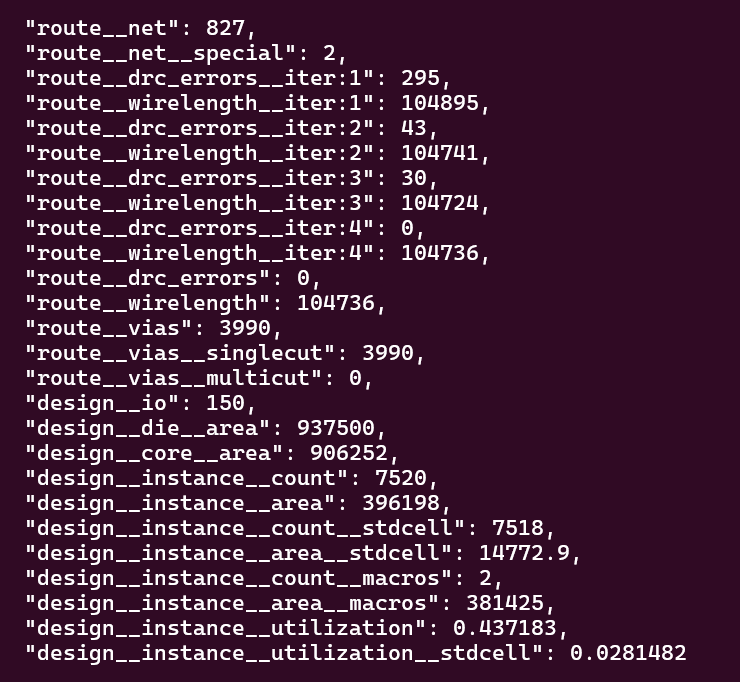 "route__net": 827,
"route__net__special": 2,
"route__drc_errors__iter:1": 295,
"route__wirelength__iter:1": 104895,
"route__drc_errors__iter:2": 43,
"route__wirelength__iter:2": 104741,
"route__drc_errors__iter:3": 30,
"route__wirelength__iter:3": 104724,
"route__drc_errors__iter:4": 0,
"route__wirelength__iter:4": 104736,
"route__drc_errors": 0,
"route__wirelength": 104736,
"route__vias": 3990,
"route__vias__singlecut": 3990,
"route__vias__multicut": 0,
"design__io": 150,
"design__die__area": 937500,
"design__core__area": 906252,
"design__instance__count": 7520,
"design__instance__area": 396198,
"design__instance__count__stdcell": 7518,
"design__instance__area__stdcell": 14772.9,
"design__instance__count__macros": 2,
"design__instance__area__macros": 381425,
"design__instance__utilization": 0.437183,
"design__instance__utilization__stdcell": 0.0281482